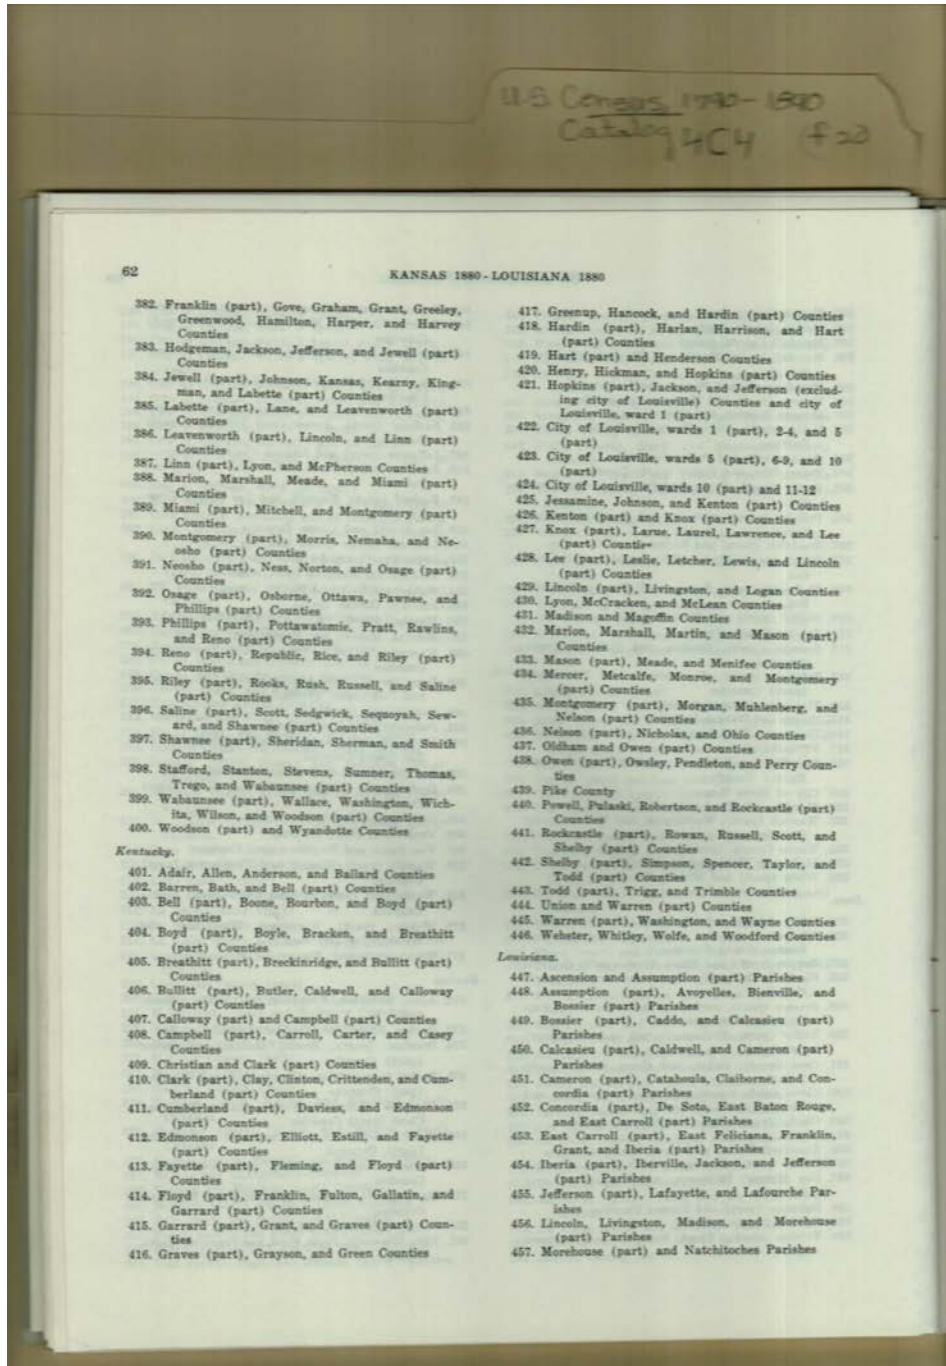 U.S. Census 1790-1890
Catalog 4C4 (f 20)
62
KANSAS 1880 - LOUISIANA 1880
382. Franklin (part), Gove, Graham, Grant, Greeley,
Greenwood, Hamilton, Harper, and Harvey
Counties
383. Hodgeman, Jackson, Jefferson, and Jewell (part)
Counties
384. Jewell (part), Johnson, Kansas, Kearny, King-
man, and Labette (part) Counties
385. Labette (part), Lane, and Leavenworth (part)
Counties
386. Leavenworth (part), Lincoln, and Linn (part)
Counties
387. Linn (part), Lyon, and McPherson Counties
388. Marion, Marshall, Meade, and Miami (part)
Counties
389. Miami (part), Mitchell, and Montgomery (part)
Counties
390. Montgomery (part), Morris, Nemaha, and Ne-
osho (part) Counties
391. Neosho (part), Ness, Norton, and Osage (part)
Counties
392. Osage (part), Osborne, Ottawa, Pawnee, and
Phillips (part) Counties
393. Phillips (part), Pottawatomie, Pratt, Rawlins,
and Reno (part) Counties
394. Reno (part), Republic, Rice, and Riley (part)
Counties
395. Riley (part), Rooks, Rush, Russell, and Saline
(part) Counties
396. Saline (part), Scott, Sedgwick, Sequoyah, Sew-
ard, and Shawnee (part) Counties
397. Shawnee (part), Sheridan, Sherman, and Smith
Counties
398. Stafford, Stanton, Stevens, Sumner, Thomas,
Trego, and Wabaunsee (part) Counties
399. Wabaunsee (part), Wallace, Washington, Wich-
ita, Wilson, and Woodson (part) Counties
400. Woodson (part) and Wyandotte Counties
Kentucky.
401. Adair, Allen, Anderson, and Ballard Counties
402. Barren, Bath, and Bell (part) Counties
403. Bell (part), Boone, Bourbon, and Boyd (part)
Counties
404. Boyd (part), Boyle, Bracken, and Breathitt
(part) Counties
405. Breathitt (part), Breckinridge, and Bullitt (part)
Counties
406. Bullitt (part), Butler, Caldwell, and Calloway
(part) Counties
407. Calloway (part) and Campbell (part) Counties
408. Campbell (part), Carroll, Carter, and Casey
Counties
409. Christian and Clark (part) Counties
410. Clark (part), Clay, Clinton, Crittenden, and Cum-
berland (part) Counties
411. Cumberland (part), Daviess, and Edmonson
(part) Counties
412. Edmonson (part), Elliott, Estill, and Fayette
(part) Counties
413. Fayette (part), Fleming, and Floyd (part)
Counties
414. Floyd (part), Franklin, Fulton, Gallatin, and
Garrard (part) Counties
415. Garrard (part), Grant, and Graves (part) Coun-
ties
416. Graves (part), Grayson, and Green Counties
417. Greenup, Hancock, and Hardin (part) Counties
418. Hardin (part), Harlan, Harrison, and Hart
(part) Counties
419. Hart (part) and Henderson Counties
420. Henry, Hickman, and Hopkins (part) Counties
421. Hopkins (part), Jackson, and Jefferson (exclud-
ing city of Louisville) Counties and city of
Louisville, ward 1 (part)
422. City of Louisville, wards 1 (part), 2-4, and 5
(part)
423. City of Louisville, wards 5 (part), 6-9, and 10
(part)
424. City of Louisville, wards 10 (part) and 11-12
425. Jessamine, Johnson, and Kenton (part) Counties
426. Kenton (part) and Knox (part) Counties
427. Knox (part), Larue, Laurel, Lawrence, and Lee
(part) Counties
428. Lee (part), Leslie, Letcher, Lewis, and Lincoln
(part) Counties
429. Lincoln (part), Livingston, and Logan Counties
430. Lyon, McCracken, and McLean Counties
431. Madison and Magoffin Counties
432. Marion, Marshall, Martin, and Mason (part)
Counties
433. Mason (part), Meade, and Menifee Counties
434. Mercer, Metcalfe, Monroe, and Montgomery
(part) Counties
435. Montgomery (part), Morgan, Muhlenberg, and
Nelson (part) Counties
436. Nelson (part), Nicholas, and Ohio Counties
437. Oldham and Owen (part) Counties
438. Owen (part), Owsley, Pendleton, and Perry Coun-
ties
439. Pike County
440. Powell, Pulaski, Robertson, and Rockcastle (part)
Counties
441. Rockcastle (part), Rowan, Russell, Scott, and
Shelby (part) Counties
442. Shelby (part), Simpson, Spencer, Taylor, and
Todd (part) Counties
443. Todd (part), Trigg, and Trimble Counties
444. Union and Warren (part) Counties
445. Warren (part), Washington, and Wayne Counties
446. Webster, Whitley, Wolfe, and Woodford Counties
Louisiana.
447. Ascension and Assumption (part) Parishes
448. Assumption (part), Avoyelles, Bienville, and
Bossier (part) Parishes
449. Bossier (part), Caddo, and Calcasieu (part)
Parishes
450. Calcasieu (part), Caldwell, and Cameron (part)
Parishes
451. Cameron (part), Catahoula, Claiborne, and Con-
cordia (part) Parishes
452. Concordia (part), De Soto, East Baton Rouge,
and East Carroll (part) Parishes
453. East Carroll (part), East Feliciana, Franklin,
Grant, and Iberia (part) Parishes
454. Iberia (part), Iberville, Jackson, and Jefferson
(part) Parishes
455. Jefferson (part), Lafayette, and Lafourche Par-
ishes
456. Lincoln, Livingston, Madison, and Morehouse
(part) Parishes
457. Morehouse (part) and Natchitoches Parishes